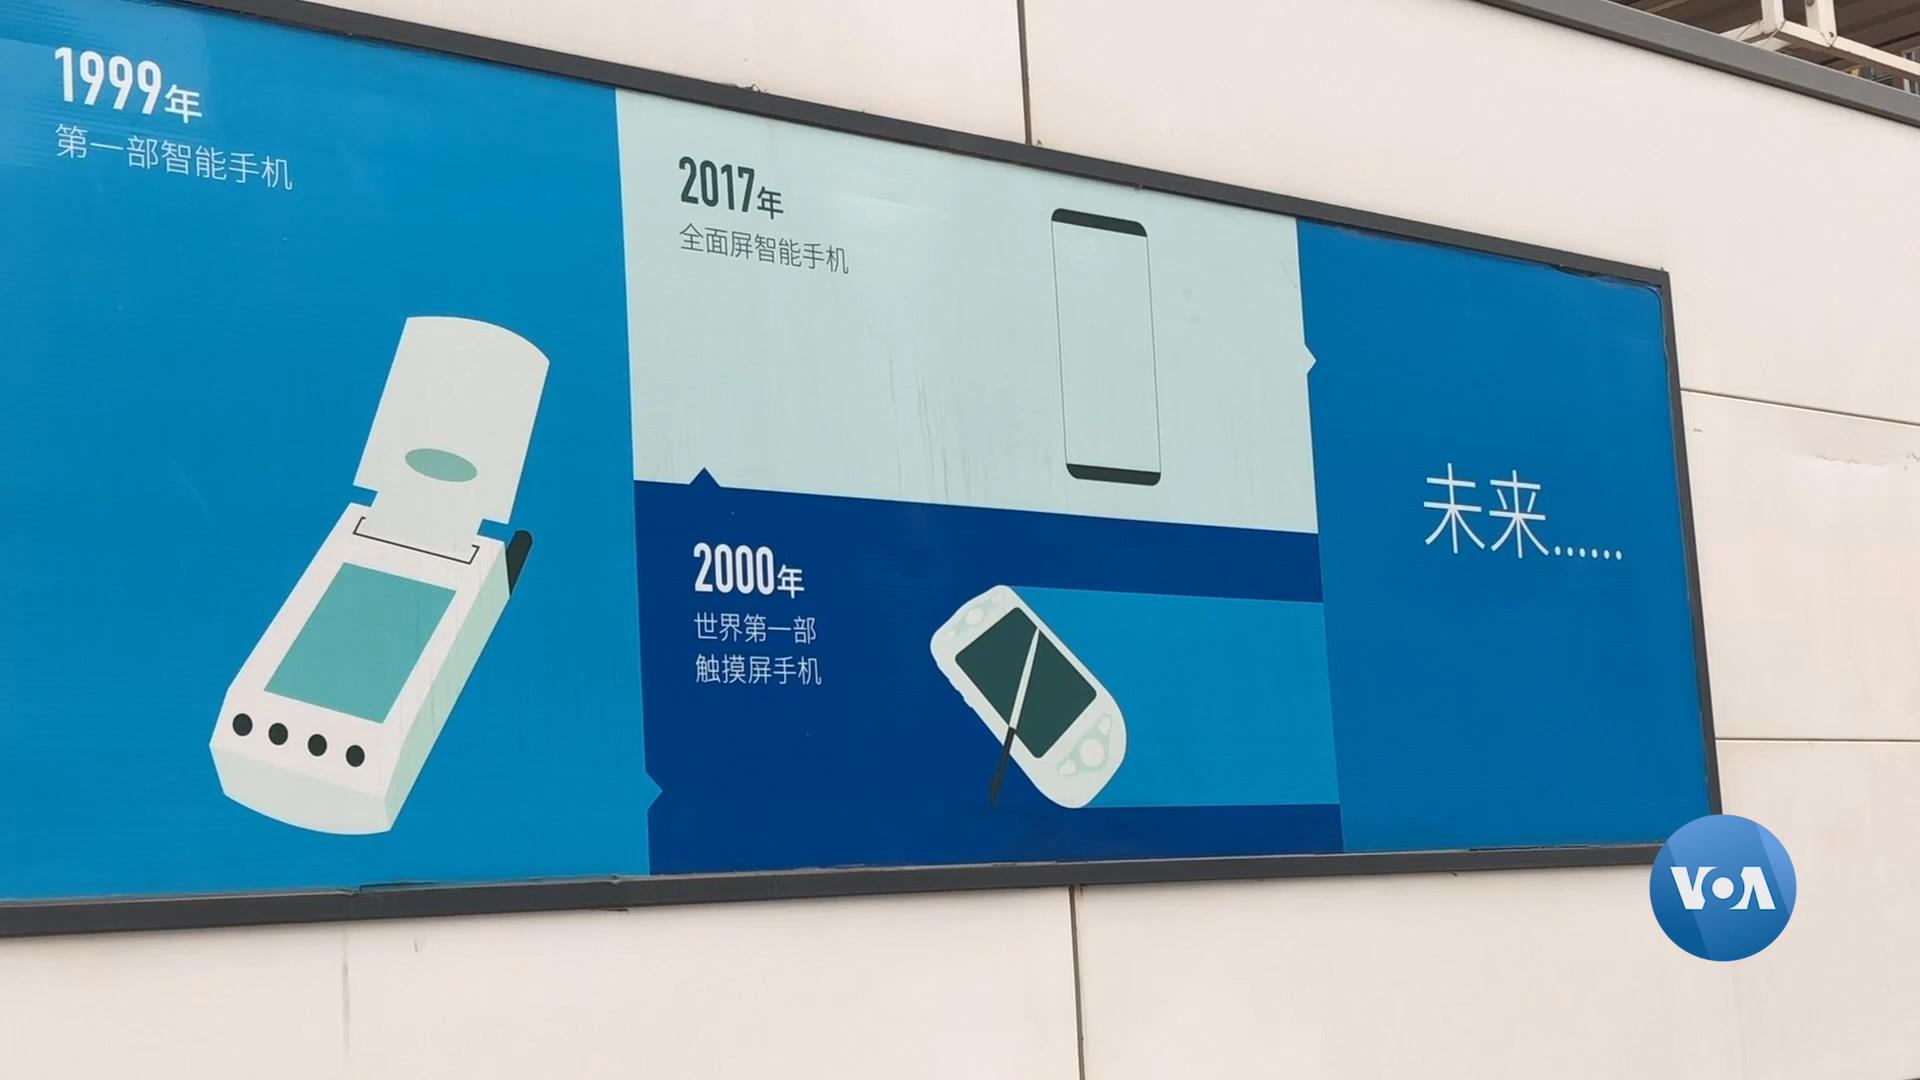 1999年
第一部智能手机
2017年
全面屏智能手机
2000年
世界第一部
触摸屏手机
未来……
VOA